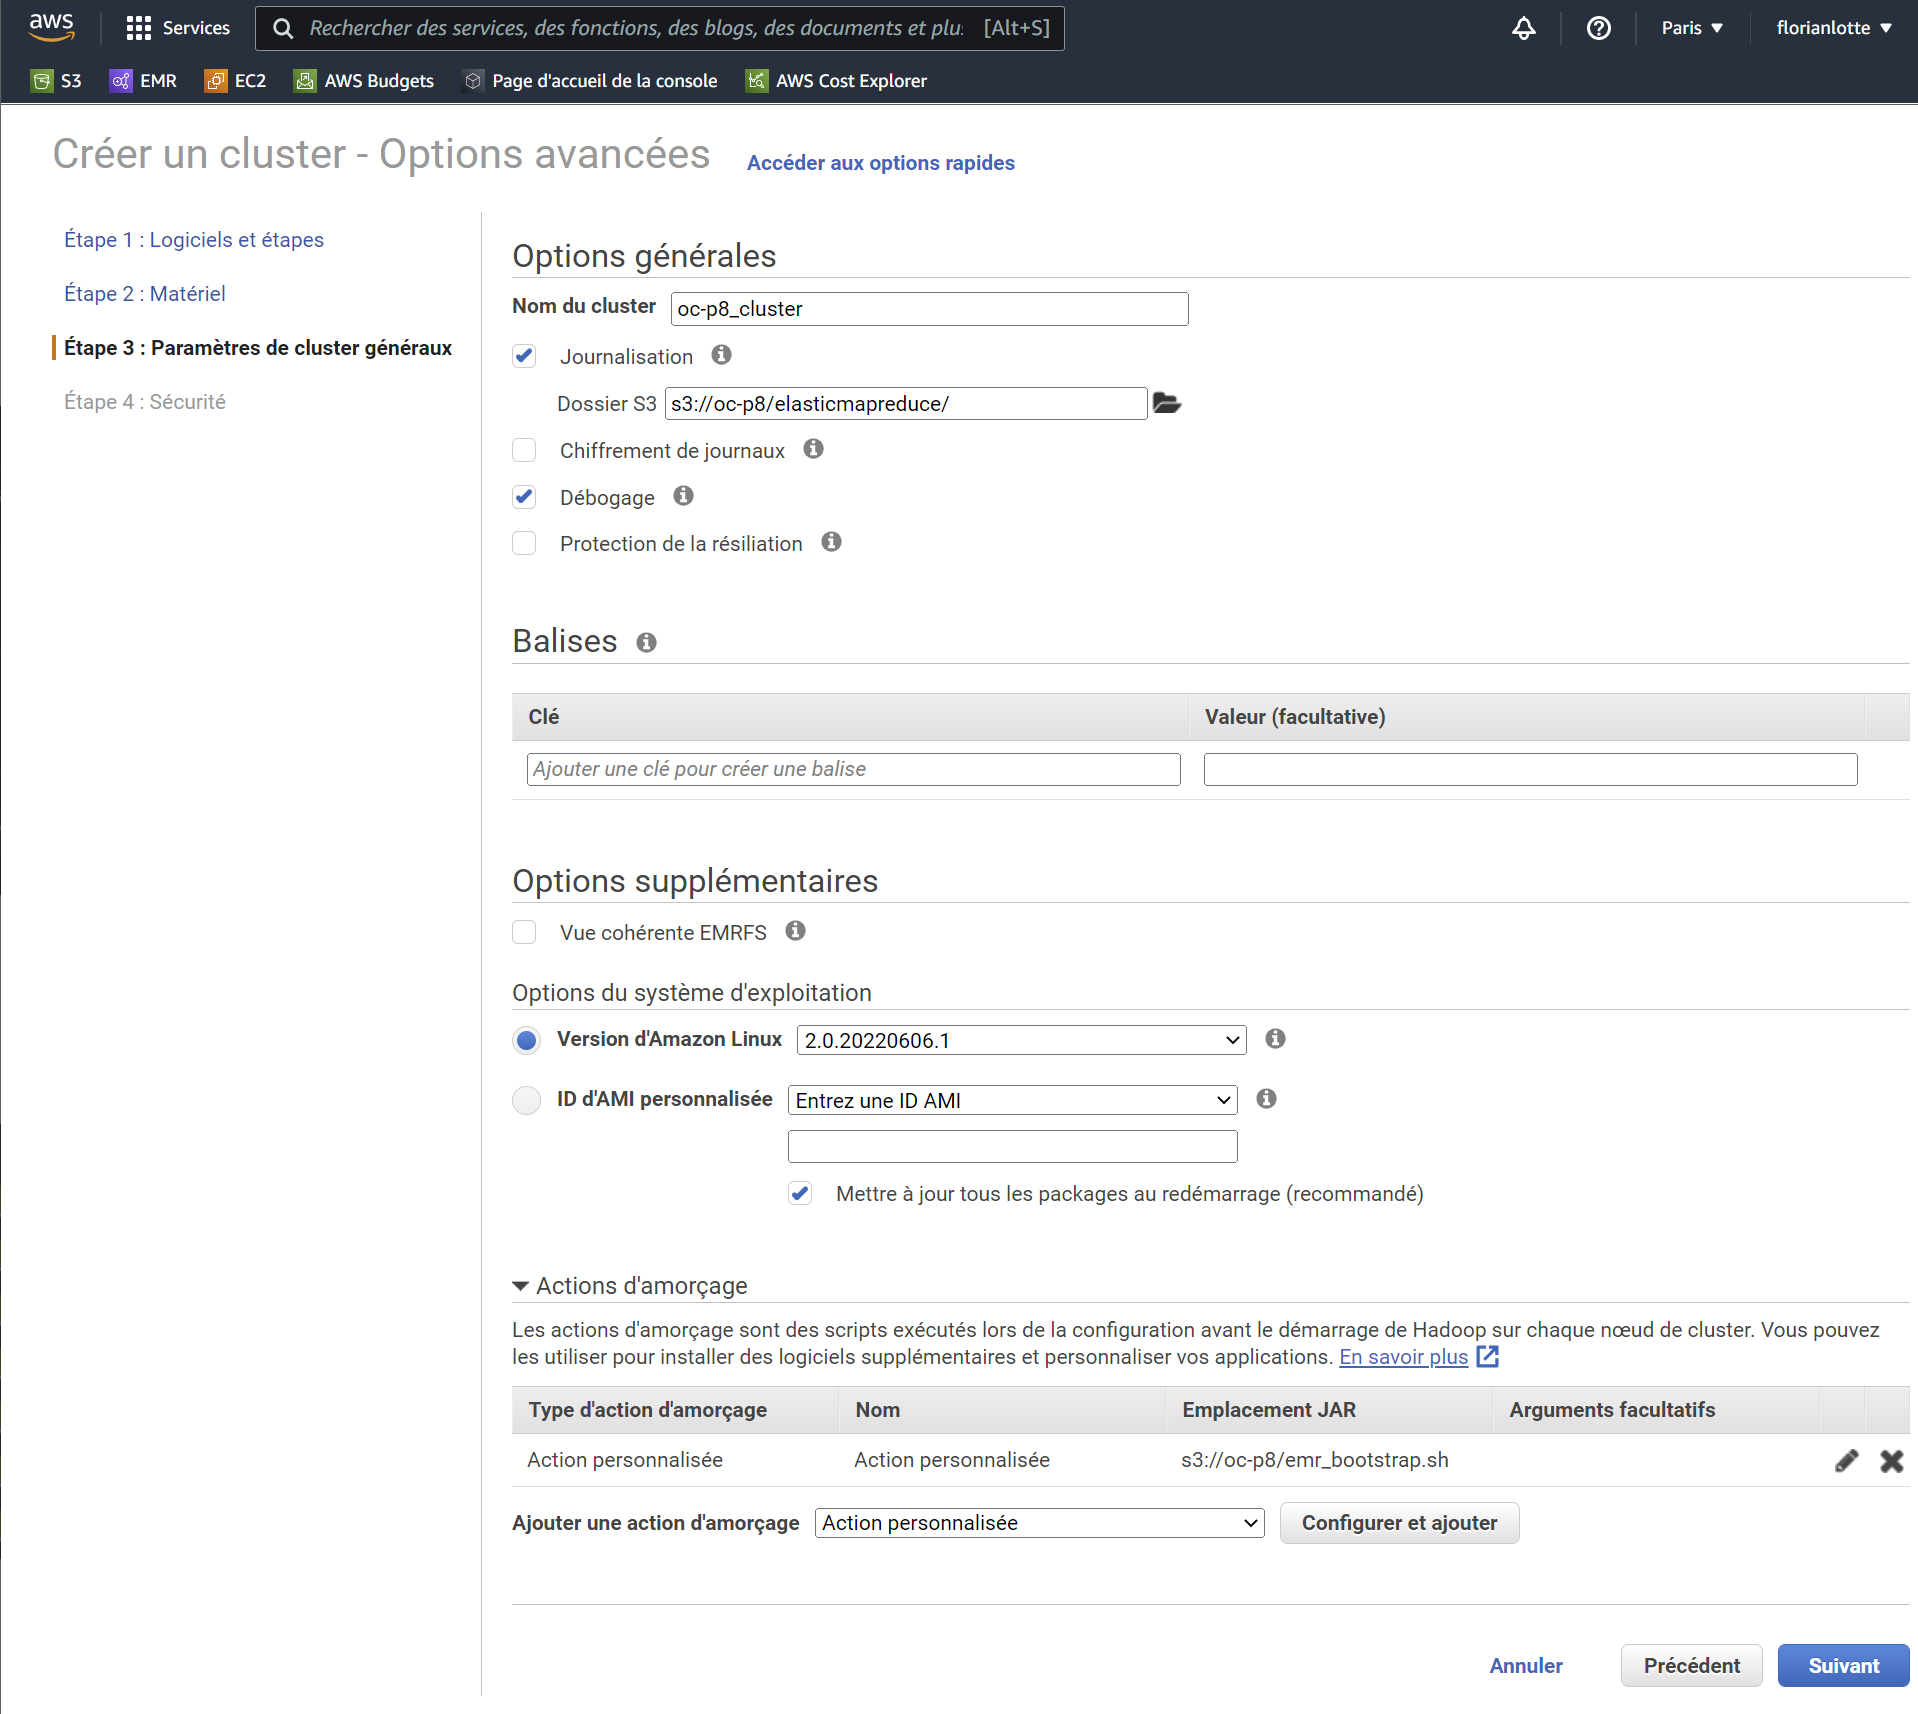 aws
Services
Rechercher des services, des fonctions, des blogs, des documents et plu: [Alt+S]
Paris
florianlotte
S3
EMR
EC2
AWS Budgets
Page d'accueil de la console
AWS Cost Explorer
Créer un cluster - Options avancées
Accéder aux options rapides
Étape 1 : Logiciels et étapes
Étape 2 : Matériel
Étape 3 : Paramètres de cluster généraux
Étape 4 : Sécurité
Options générales
Nom du cluster oc-p8_cluster
Journalisation
Dossier S3 s3://oc-p8/elasticmapreduce/
Chiffrement de journaux
Débogage
Protection de la résiliation
Balises
Clé Valeur (facultative)
Ajouter une clé pour créer une balise
Options supplémentaires
Vue cohérente EMRFS
Options du système d'exploitation
Version d'Amazon Linux 2.0.20220606.1
ID d'AMI personnalisée Entrez une ID AMI
Mettre à jour tous les packages au redémarrage (recommandé)
Actions d'amorçage
Les actions d'amorçage sont des scripts exécutés lors de la configuration avant le démarrage de Hadoop sur chaque nœud de cluster. Vous pouvez
les utiliser pour installer des logiciels supplémentaires et personnaliser vos applications. En savoir plus
Type d'action d'amorçage Nom Emplacement JAR Arguments facultatifs
Action personnalisée Action personnalisée s3://oc-p8/emr_bootstrap.sh
Ajouter une action d'amorçage Action personnalisée Configurer et ajouter
Annuler Précédent Suivant